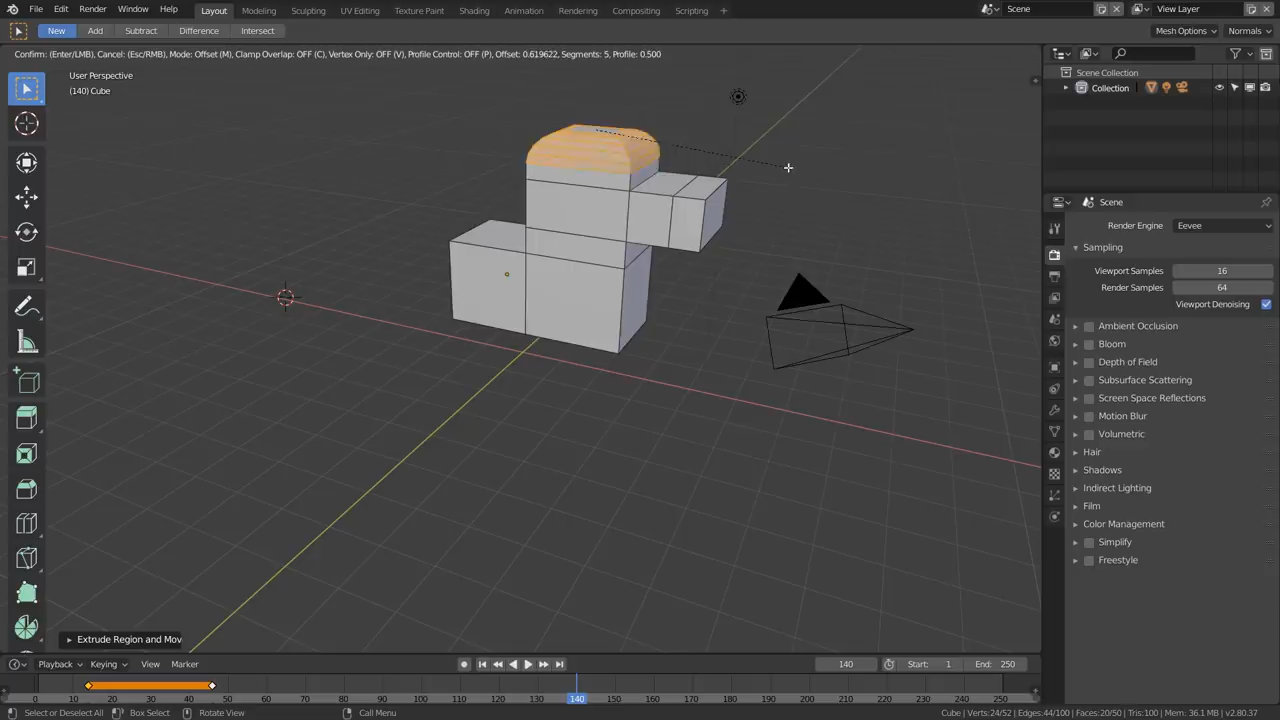 File Edit Render Window Help Layout Modeling Sculpting UV Editing Texture Paint Shading Animation Rendering Compositing Scripting + Scene View Layer
New Add Subtract Difference Intersect Mesh Options Normals
Confirm: (Enter/LMB), Cancel: (Esc/RMB), Mode: Offset (M), Clamp Overlap: OFF (C), Vertex Only: OFF (V), Profile Control: OFF (P), Offset: 0.619622, Segments: 5, Profile: 0.500
User Perspective
(140) Cube
Scene Collection
Collection
Scene
Render Engine Eevee
Sampling
Viewport Samples 16
Render Samples 64
Viewport Denoising
Ambient Occlusion
Bloom
Depth of Field
Subsurface Scattering
Screen Space Reflections
Motion Blur
Volumetric
Hair
Shadows
Indirect Lighting
Film
Color Management
Simplify
Freestyle
Extrude Region and Mov
Playback Keying View Marker 140 Start: 1 End: 250
0 10 20 30 40 50 60 70 80 90 100 110 120 130 140 150 160 170 180 190 200 210 220 230 240 250
Select or Deselect All Box Select Rotate View Call Menu Cube | Verts:24/52 | Edges:44/100 | Faces:20/50 | Tris:100 | Mem: 36.1 MB | v2.80.37